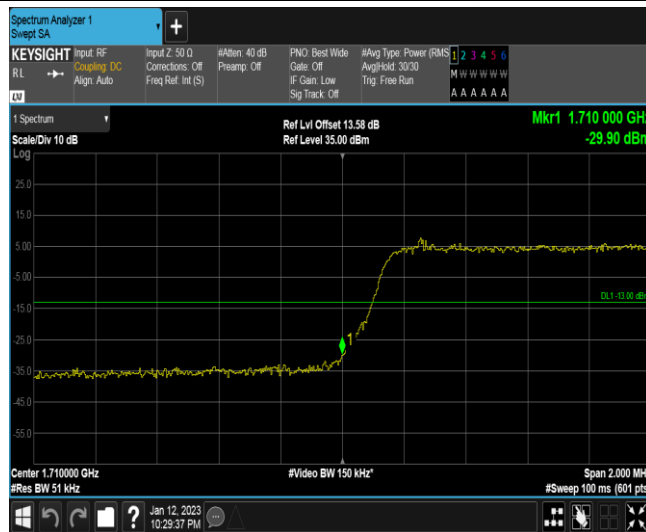 Spectrum Analyzer 1
Swept SA
+
KEYSIGHT
RL
LXI
Input: RF
Coupling: DC
Align: Auto
Input Z: 50 Ω
Corrections: Off
Freq Ref: Int (S)
#Atten: 40 dB
Preamp: Off
PNO: Best Wide
Gate: Off
IF Gain: Low
Sig Track: Off
#Avg Type: Power (RMS
Avg|Hold: 30/30
Trig: Free Run
1 2 3 4 5 6
M W W W W W
A A A A A A
1 Spectrum
Scale/Div 10 dB
Log
Ref Lvl Offset 13.58 dB
Ref Level 35.00 dBm
Mkr1 1.710 000 GHz
-29.90 dBm
25.0
15.0
5.00
-5.00
-15.0
-25.0
-35.0
-45.0
-55.0
DL1 -13.00 dBm
1
Center 1.710000 GHz
#Res BW 51 kHz
#Video BW 150 kHz*
Span 2.000 MH
#Sweep 100 ms (601 pts
?
Jan 12, 2023
10:29:37 PM